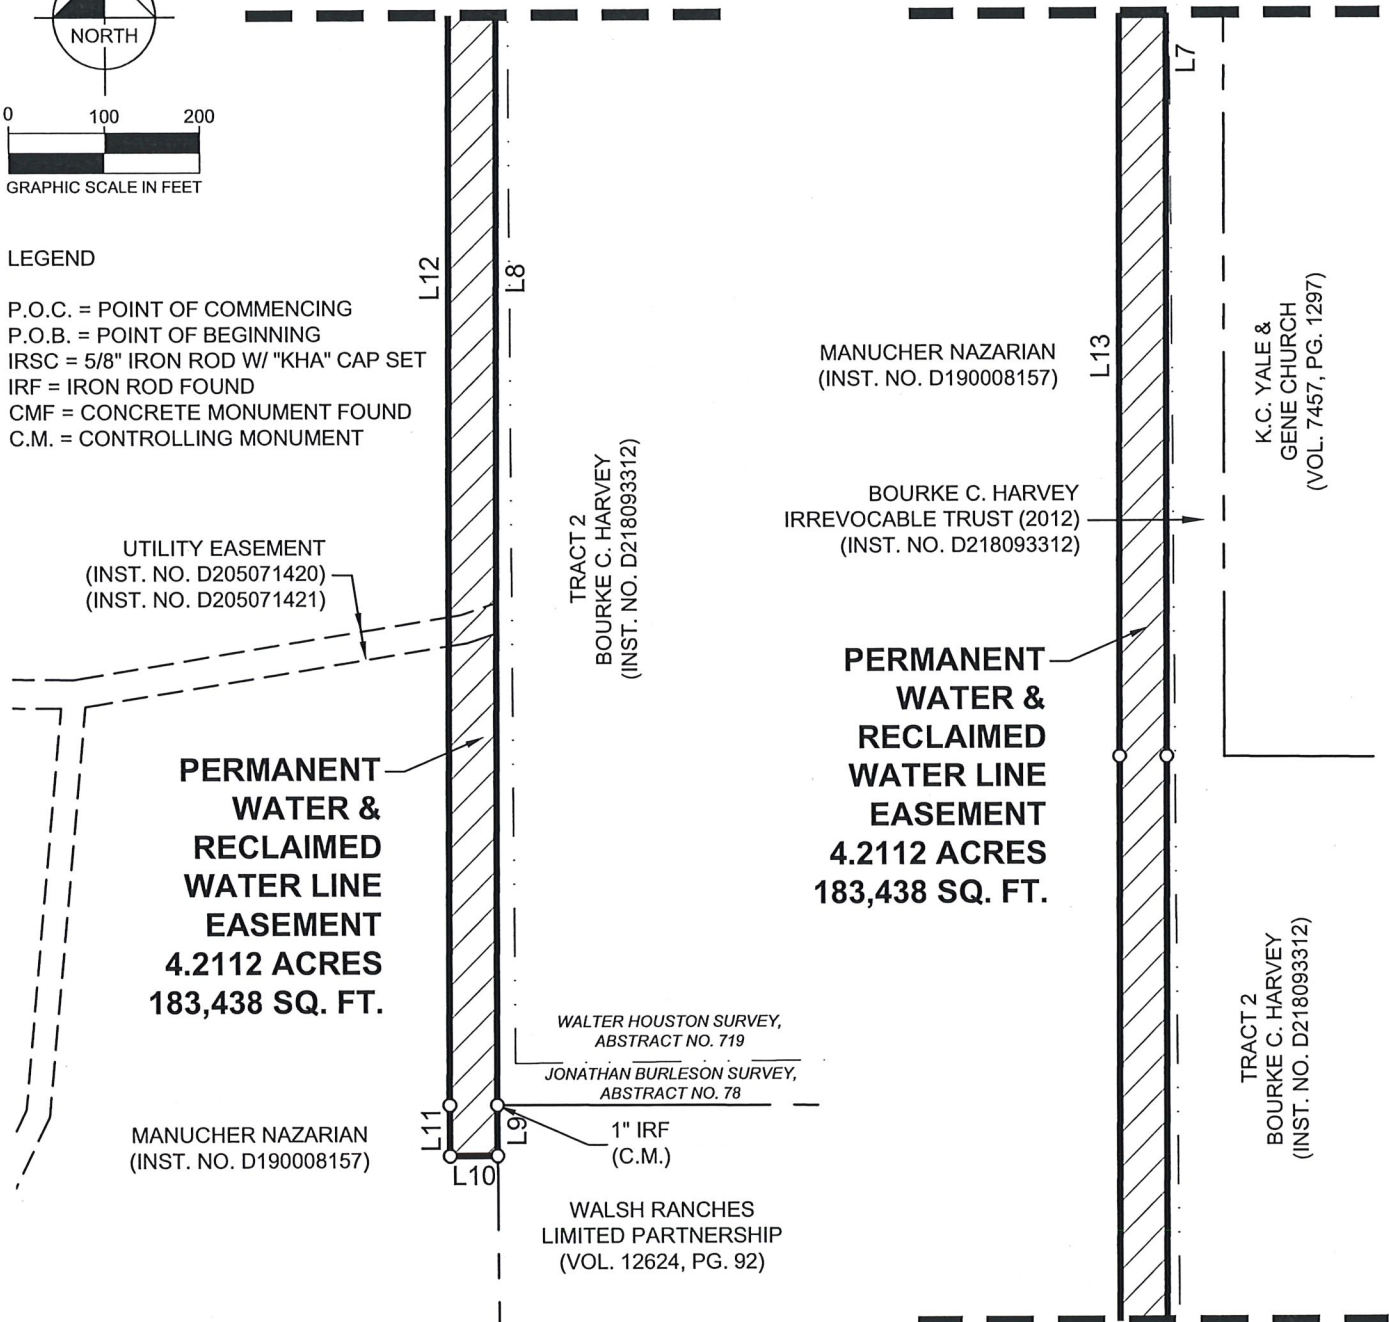 NORTH
0 100 200
GRAPHIC SCALE IN FEET
LEGEND
P.O.C. = POINT OF COMMENCING
P.O.B. = POINT OF BEGINNING
IRSC = 5/8" IRON ROD W/ "KHA" CAP SET
IRF = IRON ROD FOUND
CMF = CONCRETE MONUMENT FOUND
C.M. = CONTROLLING MONUMENT
L12
L8
UTILITY EASEMENT
(INST. NO. D205071420)
(INST. NO. D205071421)
TRACT 2
BOURKE C. HARVEY
(INST. NO. D218093312)
PERMANENT
WATER &
RECLAIMED
WATER LINE
EASEMENT
4.2112 ACRES
183,438 SQ. FT.
WALTER HOUSTON SURVEY,
ABSTRACT NO. 719
JONATHAN BURLESON SURVEY,
ABSTRACT NO. 78
L11
L9
L10
1" IRF
(C.M.)
MANUCHER NAZARIAN
(INST. NO. D190008157)
WALSH RANCHES
LIMITED PARTNERSHIP
(VOL. 12624, PG. 92)
L7
L13
MANUCHER NAZARIAN
(INST. NO. D190008157)
K.C. YALE &
GENE CHURCH
(VOL. 7457, PG. 1297)
BOURKE C. HARVEY
IRREVOCABLE TRUST (2012)
(INST. NO. D218093312)
PERMANENT
WATER &
RECLAIMED
WATER LINE
EASEMENT
4.2112 ACRES
183,438 SQ. FT.
TRACT 2
BOURKE C. HARVEY
(INST. NO. D218093312)